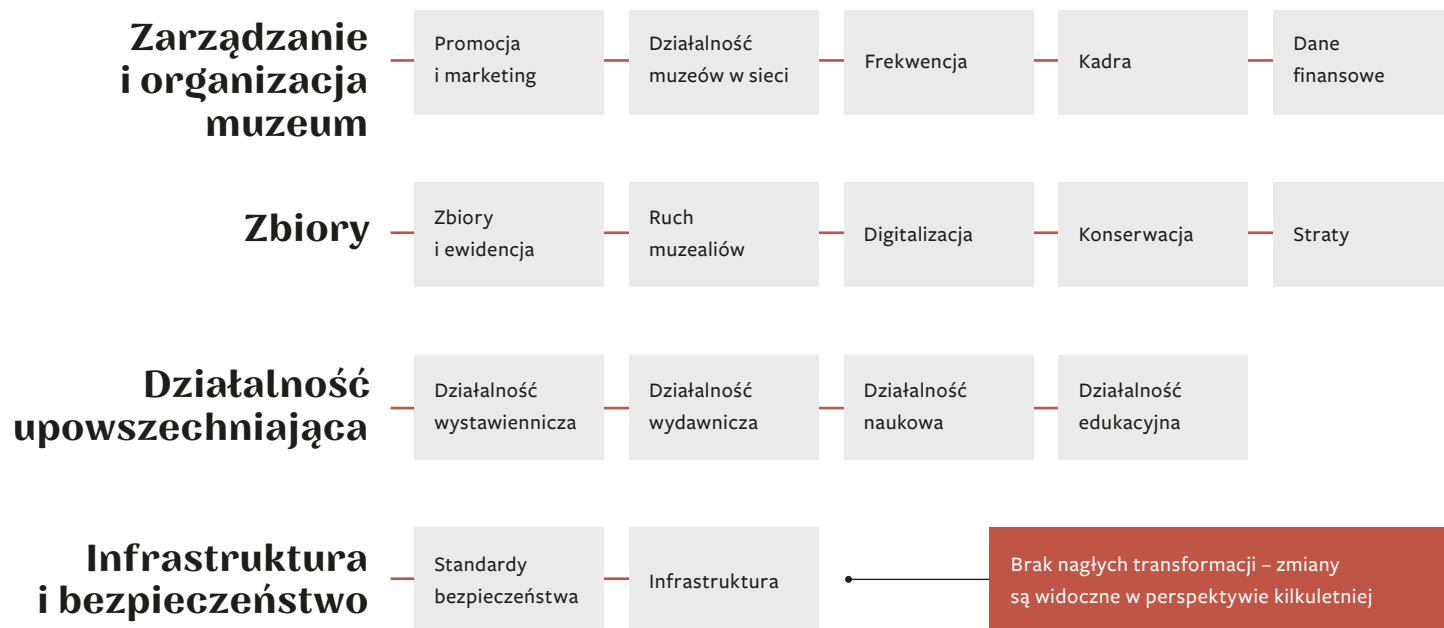 Zarządzanie
i organizacja
muzeum
Promocja
i marketing
Działalność
muzeów w sieci
Frekwencja
Kadra
Dane
finansowe
Zbiory
Zbiory
i ewidencja
Ruch
muzealiów
Digitalizacja
Konserwacja
Straty
Działalność
upowszechniająca
Działalność
wystawiennicza
Działalność
wydawnicza
Działalność
naukowa
Działalność
edukacyjna
Infrastruktura
i bezpieczeństwo
Standardy
bezpieczeństwa
Infrastruktura
Brak nagłych transformacji – zmiany
są widoczne w perspektywie kilkuletniej